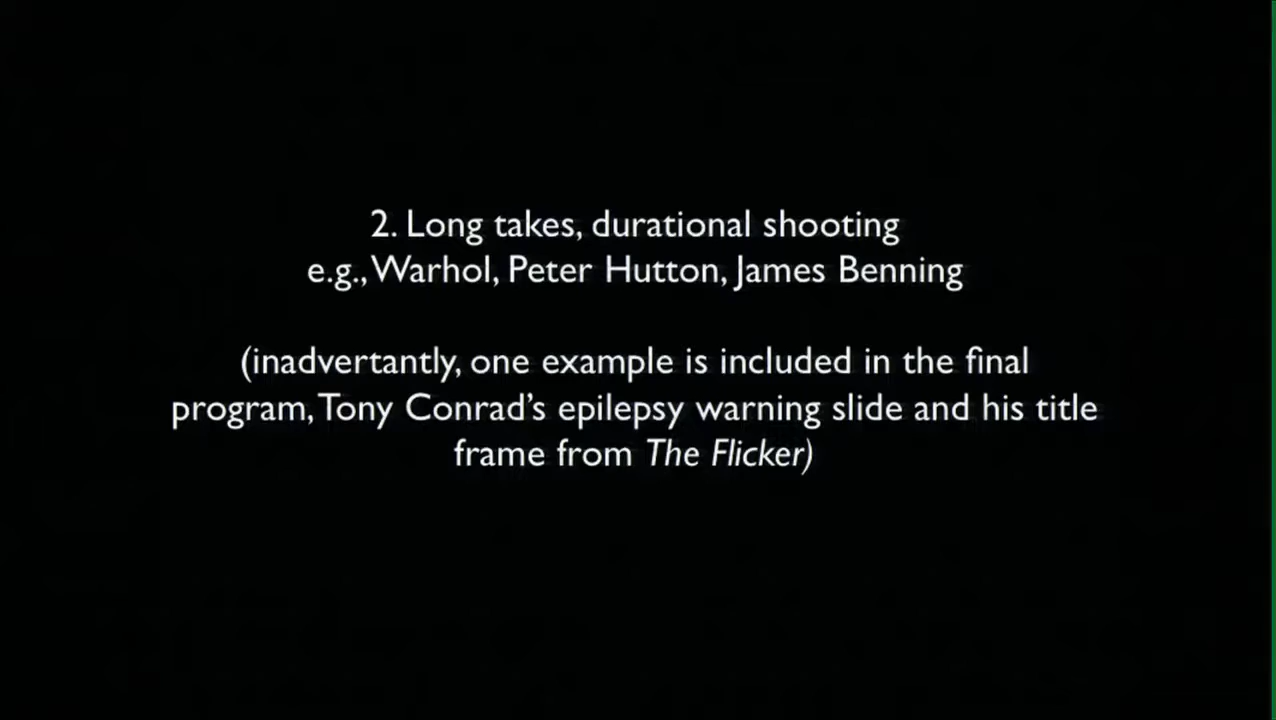 2. Long takes, durational shooting
e.g., Warhol, Peter Hutton, James Benning
(inadvertantly, one example is included in the final
program, Tony Conrad's epilepsy warning slide and his title
frame from The Flicker)